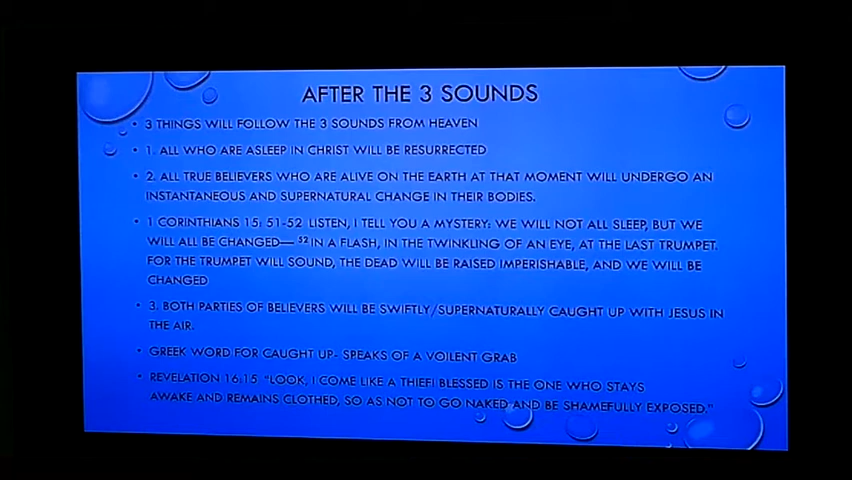 AFTER THE 3 SOUNDS
• 3 THINGS WILL FOLLOW THE 3 SOUNDS FROM HEAVEN
• 1. ALL WHO ARE ASLEEP IN CHRIST WILL BE RESURRECTED
• 2. ALL TRUE BELIEVERS WHO ARE ALIVE ON THE EARTH AT THAT MOMENT WILL UNDERGO AN
INSTANTANEOUS AND SUPERNATURAL CHANGE IN THEIR BODIES.
• 1 CORINTHIANS 15: 51-52 LISTEN, I TELL YOU A MYSTERY: WE WILL NOT ALL SLEEP, BUT WE
WILL ALL BE CHANGED— ⁵²IN A FLASH, IN THE TWINKLING OF AN EYE, AT THE LAST TRUMPET.
FOR THE TRUMPET WILL SOUND, THE DEAD WILL BE RAISED IMPERISHABLE, AND WE WILL BE
CHANGED
• 3. BOTH PARTIES OF BELIEVERS WILL BE SWIFTLY/SUPERNATURALLY CAUGHT UP WITH JESUS IN
THE AIR.
• GREEK WORD FOR CAUGHT UP- SPEAKS OF A VOILENT GRAB
• REVELATION 16:15 "LOOK, I COME LIKE A THIEF! BLESSED IS THE ONE WHO STAYS
AWAKE AND REMAINS CLOTHED, SO AS NOT TO GO NAKED AND BE SHAMEFULLY EXPOSED."